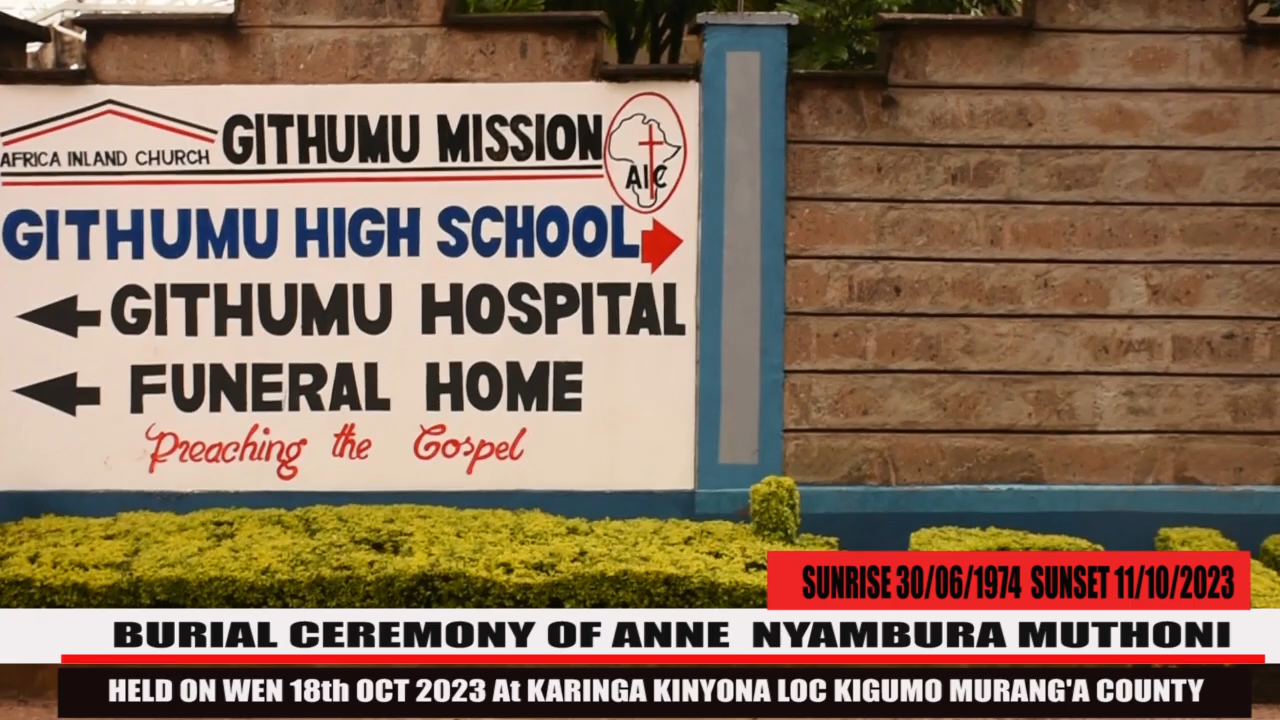 AFRICA INLAND CHURCH GITHUMU MISSION
AIC
GITHUMU HIGH SCHOOL
GITHUMU HOSPITAL
FUNERAL HOME
Preaching the Gospel
SUNRISE 30/06/1974 SUNSET 11/10/2023
BURIAL CEREMONY OF ANNE NYAMBURA MUTHONI
HELD ON WEN 18th OCT 2023 At KARINGA KINYONA LOC KIGUMO MURANG'A COUNTY